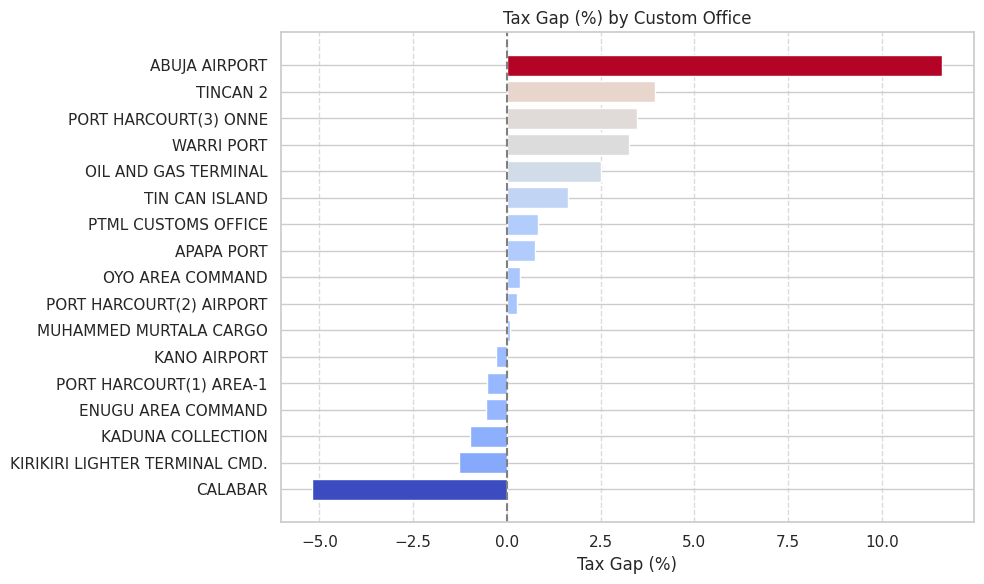 Tax Gap (%) by Custom Office
ABUJA AIRPORT
TINCAN 2
PORT HARCOURT(3) ONNE
WARRI PORT
OIL AND GAS TERMINAL
TIN CAN ISLAND
PTML CUSTOMS OFFICE
APAPA PORT
OYO AREA COMMAND
PORT HARCOURT(2) AIRPORT
MUHAMMED MURTALA CARGO
KANO AIRPORT
PORT HARCOURT(1) AREA-1
ENUGU AREA COMMAND
KADUNA COLLECTION
KIRIKIRI LIGHTER TERMINAL CMD.
CALABAR
−5.0 −2.5 0.0 2.5 5.0 7.5 10.0
Tax Gap (%)